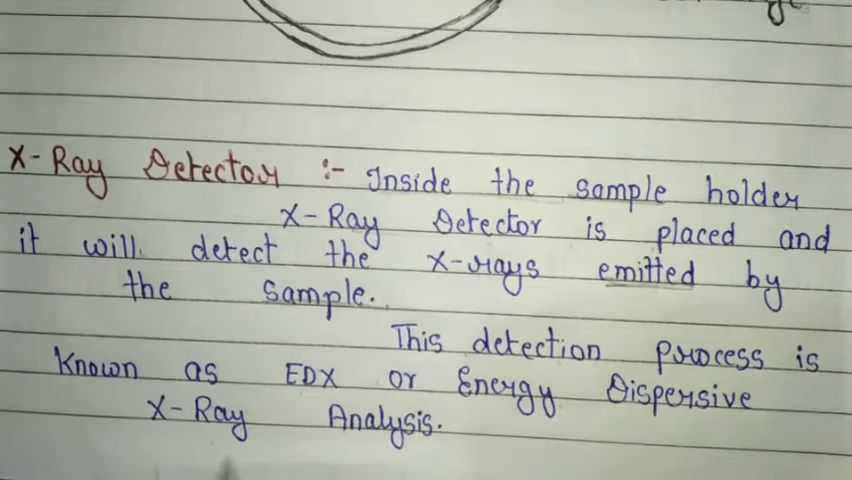 X-Ray Detector :- Inside the sample holder
X-Ray Detector is placed and
it will detect the X-rays emitted by
the sample.
This detection process is
Known as EDX or Energy Dispersive
X-Ray Analysis.